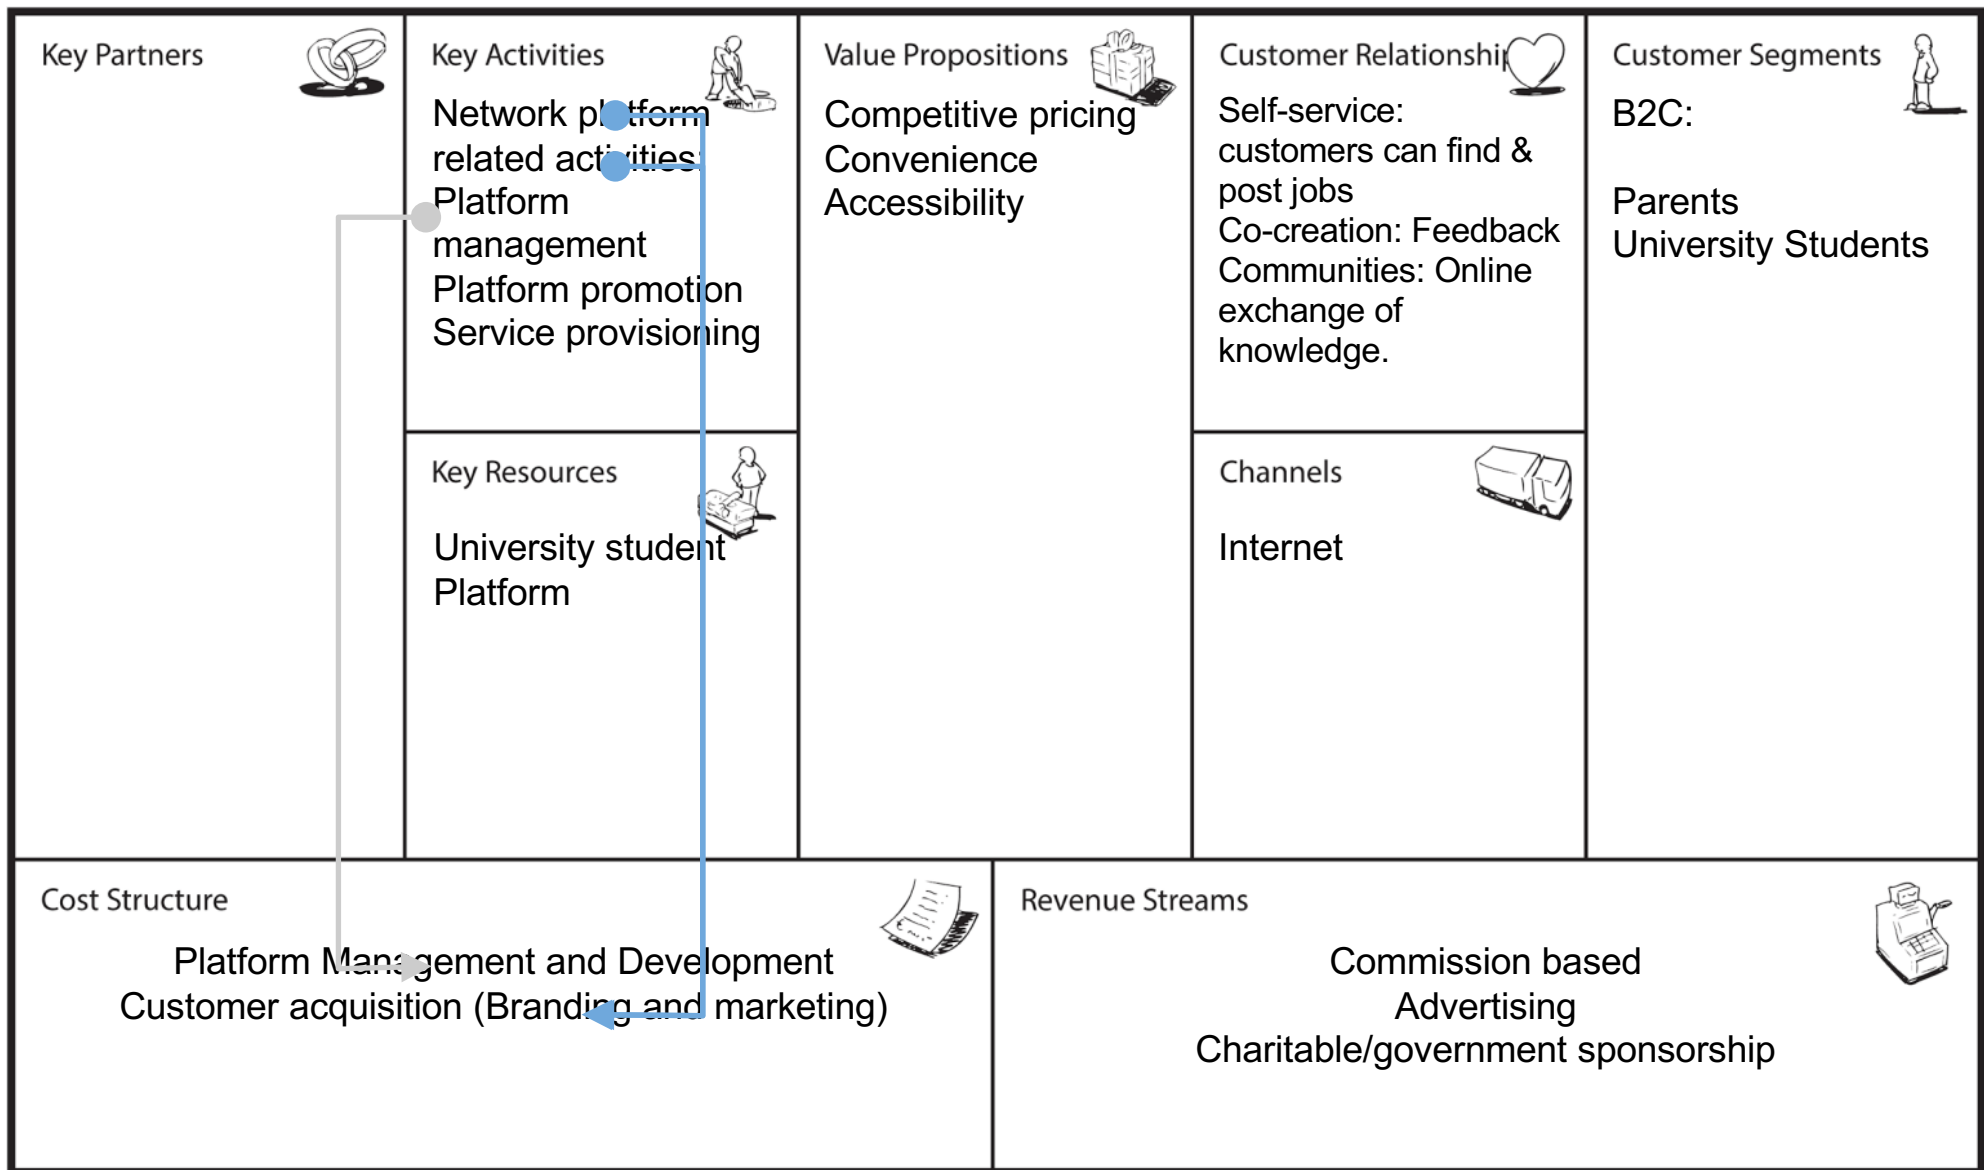 Key Partners
Key Activities
Network platform
related activities:
Platform
management
Platform promotion
Service provisioning
Key Resources
University student
Platform
Value Propositions
Competitive pricing
Convenience
Accessibility
Customer Relationship
Self-service:
customers can find &
post jobs
Co-creation: Feedback
Communities: Online
exchange of
knowledge.
Channels
Internet
Customer Segments
B2C:
Parents
University Students
Cost Structure
Platform Management and Development
Customer acquisition (Branding and marketing)
Revenue Streams
Commission based
Advertising
Charitable/government sponsorship